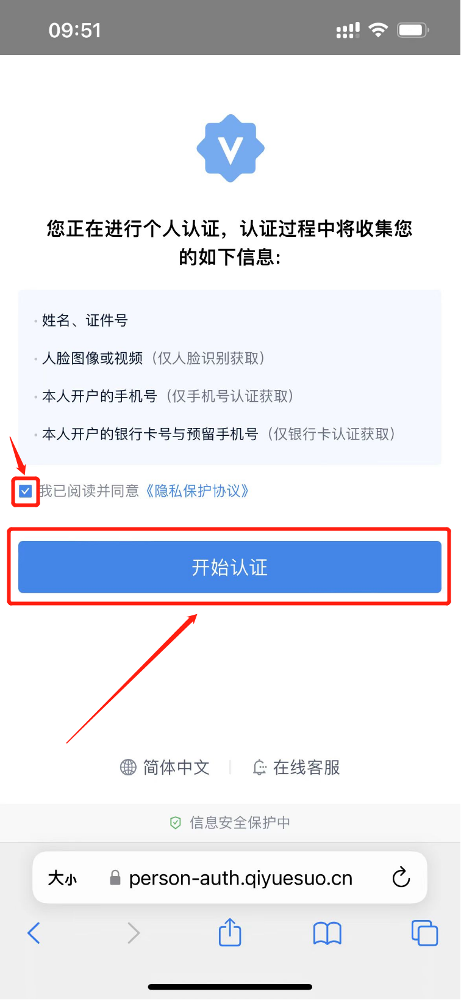 09:51
V
您正在进行个人认证，认证过程中将收集您
的如下信息:
· 姓名、证件号
· 人脸图像或视频（仅人脸识别获取）
· 本人开户的手机号（仅手机号认证获取）
· 本人开户的银行卡号与预留手机号（仅银行卡认证获取）
我已阅读并同意《隐私保护协议》
开始认证
简体中文 | 在线客服
信息安全保护中
大小 person-auth.qiyuesuo.cn